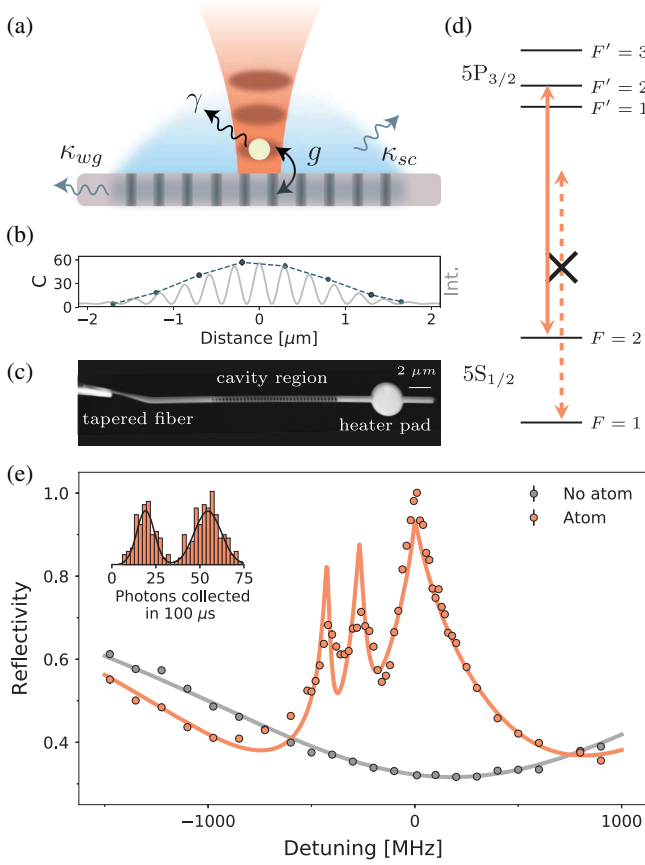 (a)
γ
g
κwg
κsc
(b)
C
60
30
0
Int.
−2 −1 0 1 2
Distance [μm]
(c)
cavity region
2 μm
tapered fiber
heater pad
(d)
F′ = 3
5P3/2
F′ = 2
F′ = 1
F = 2
5S1/2
F = 1
(e)
No atom
Atom
0 25 50 75
Photons collected
in 100 μs
Reflectivity
1.0
0.8
0.6
0.4
−1000 −500 0 500 1000
Detuning [MHz]